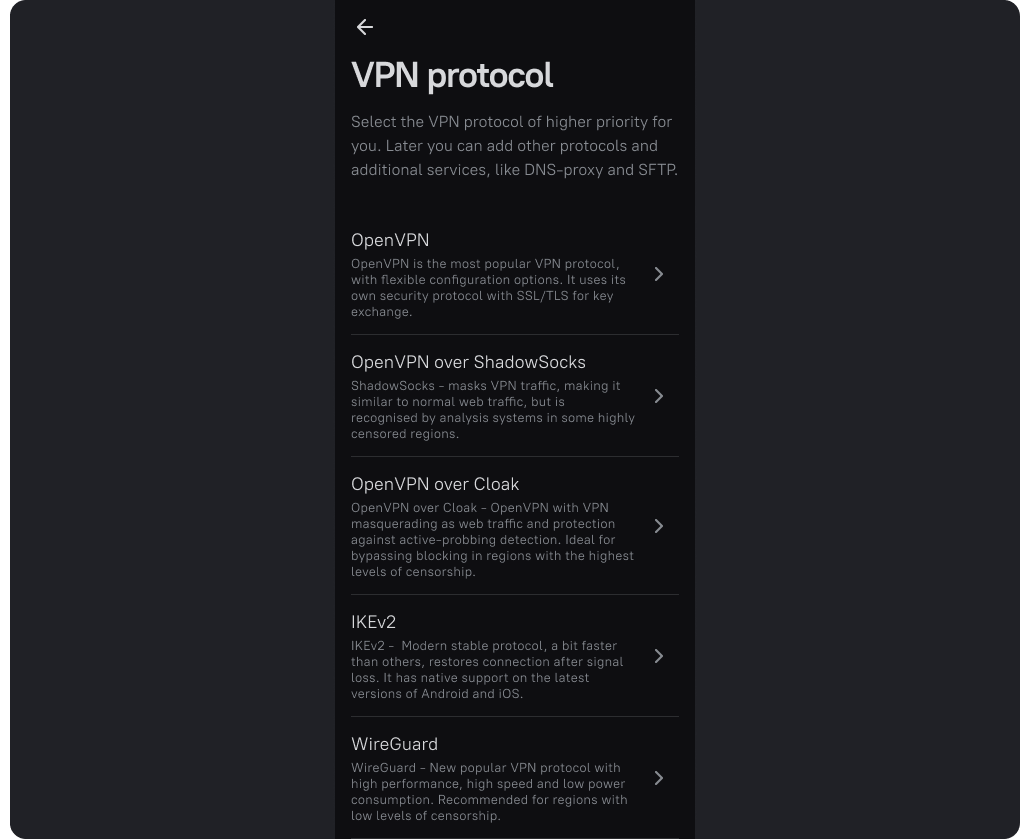 VPN protocol
Select the VPN protocol of higher priority for
you. Later you can add other protocols and
additional services, like DNS-proxy and SFTP.
OpenVPN
OpenVPN is the most popular VPN protocol,
with flexible configuration options. It uses its
own security protocol with SSL/TLS for key
exchange.
OpenVPN over ShadowSocks
ShadowSocks - masks VPN traffic, making it
similar to normal web traffic, but is
recognised by analysis systems in some highly
censored regions.
OpenVPN over Cloak
OpenVPN over Cloak - OpenVPN with VPN
masquerading as web traffic and protection
against active-probbing detection. Ideal for
bypassing blocking in regions with the highest
levels of censorship.
IKEv2
IKEv2 -  Modern stable protocol, a bit faster
than others, restores connection after signal
loss. It has native support on the latest
versions of Android and iOS.
WireGuard
WireGuard - New popular VPN protocol with
high performance, high speed and low power
consumption. Recommended for regions with
low levels of censorship.